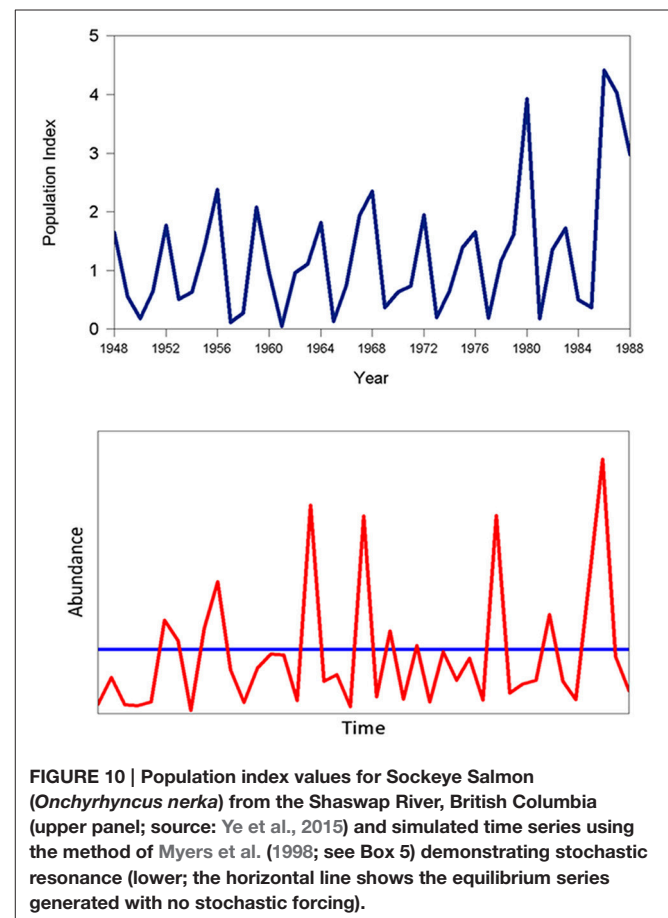 5
4
3
2
1
0
Population Index
1948 1952 1956 1960 1964 1968 1972 1976 1980 1984 1988
Year
Abundance
Time
FIGURE 10 | Population index values for Sockeye Salmon
(Onchyrhyncus nerka) from the Shaswap River, British Columbia
(upper panel; source: Ye et al., 2015) and simulated time series using
the method of Myers et al. (1998; see Box 5) demonstrating stochastic
resonance (lower; the horizontal line shows the equilibrium series
generated with no stochastic forcing).